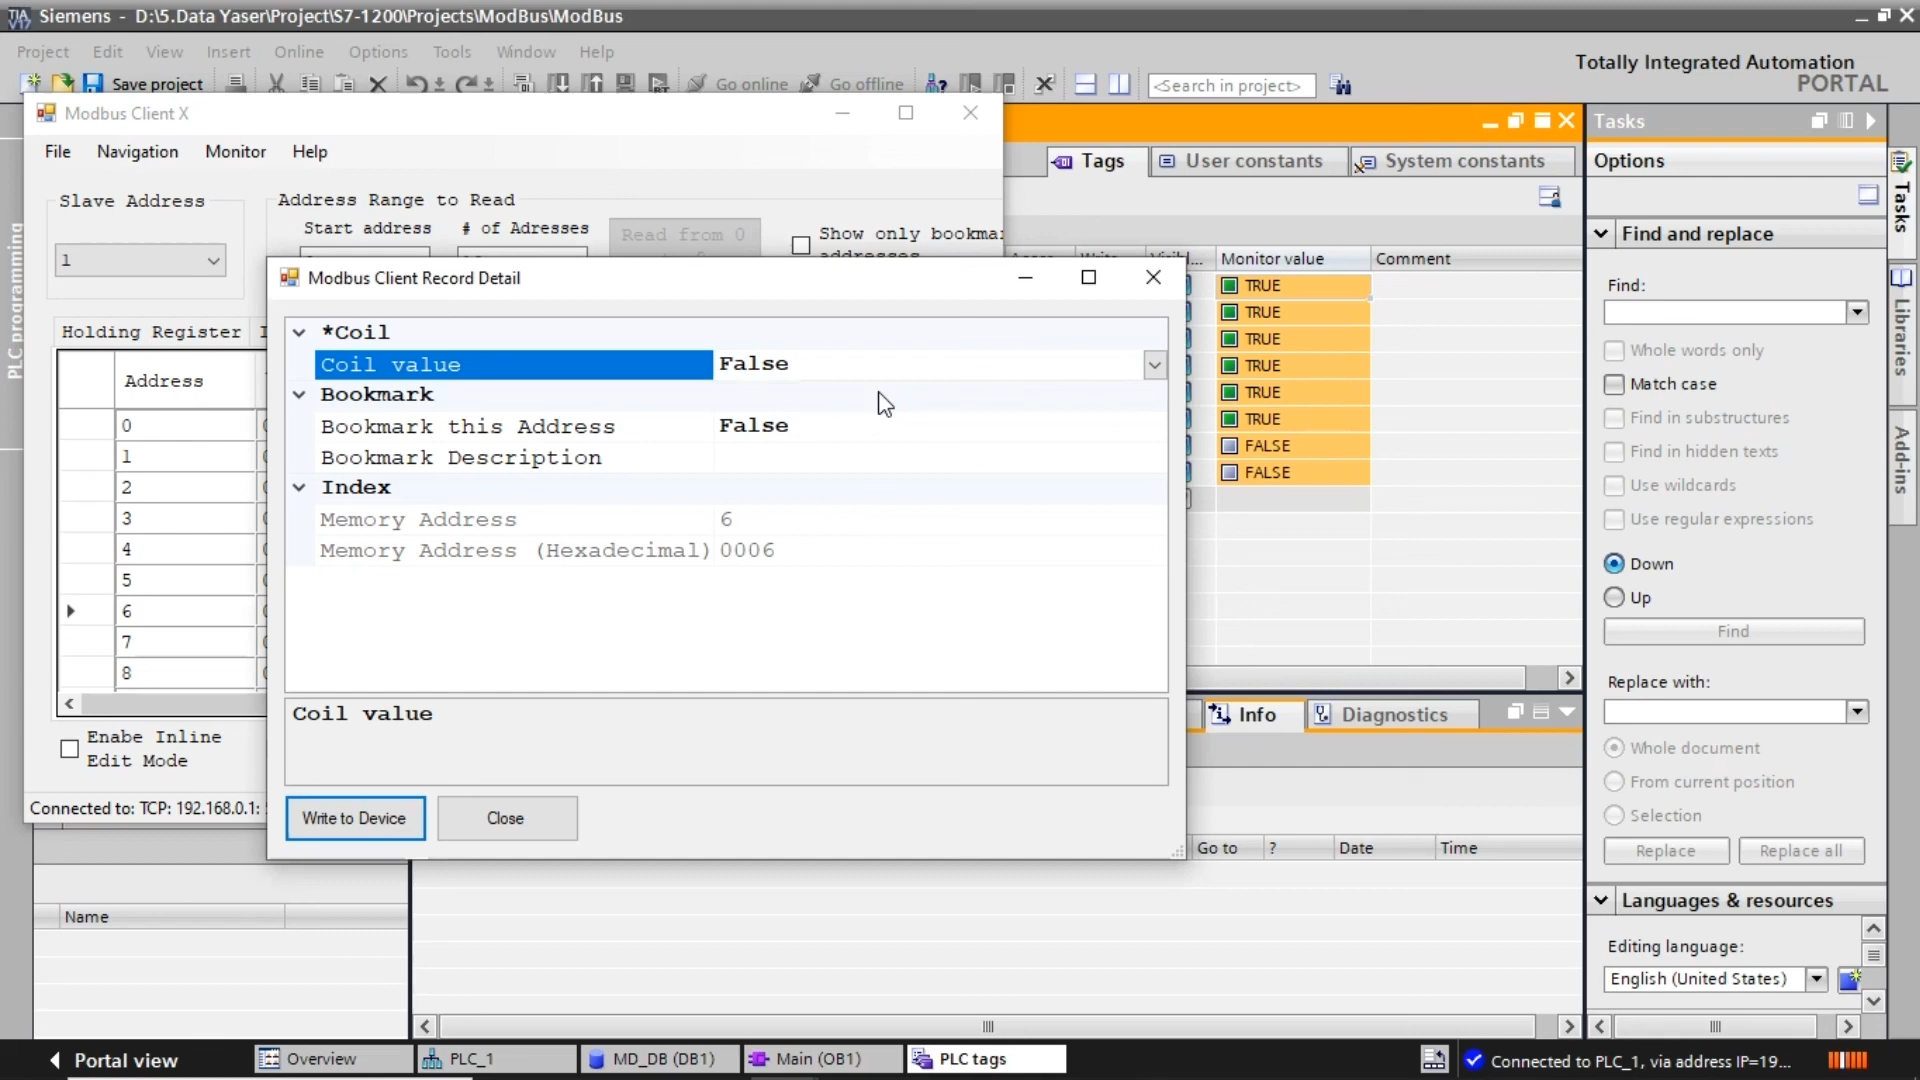 Siemens - D:\5.Data Yaser\Project\S7-1200\Projects\ModBus\ModBus
Project Edit View Insert Online Options Tools Window Help
Totally Integrated Automation
PORTAL
Save project
Go online
Go offline
<Search in project>
Modbus Client X
File Navigation Monitor Help
Slave Address
1
Address Range to Read
Start address
# of Adresses
Read from 0
Show only bookma
addresses
Holding Register
Address
0
1
2
3
4
5
6
7
8
Enabe Inline
Edit Mode
Connected to: TCP: 192.168.0.1:
Modbus Client Record Detail
*Coil
Coil value False
Bookmark
Bookmark this Address False
Bookmark Description
Index
Memory Address 6
Memory Address (Hexadecimal) 0006
Coil value
Write to Device
Close
Tags
User constants
System constants
Monitor value
Comment
TRUE
TRUE
TRUE
TRUE
TRUE
TRUE
FALSE
FALSE
Info
Diagnostics
Go to ? Date Time
Name
Tasks
Options
Find and replace
Find:
Whole words only
Match case
Find in substructures
Find in hidden texts
Use wildcards
Use regular expressions
Down
Up
Find
Replace with:
Whole document
From current position
Selection
Replace
Replace all
Languages & resources
Editing language:
English (United States)
PLC programming
Tasks
Libraries
Add-ins
Portal view
Overview
PLC_1
MD_DB (DB1)
Main (OB1)
PLC tags
Connected to PLC_1, via address IP=19...